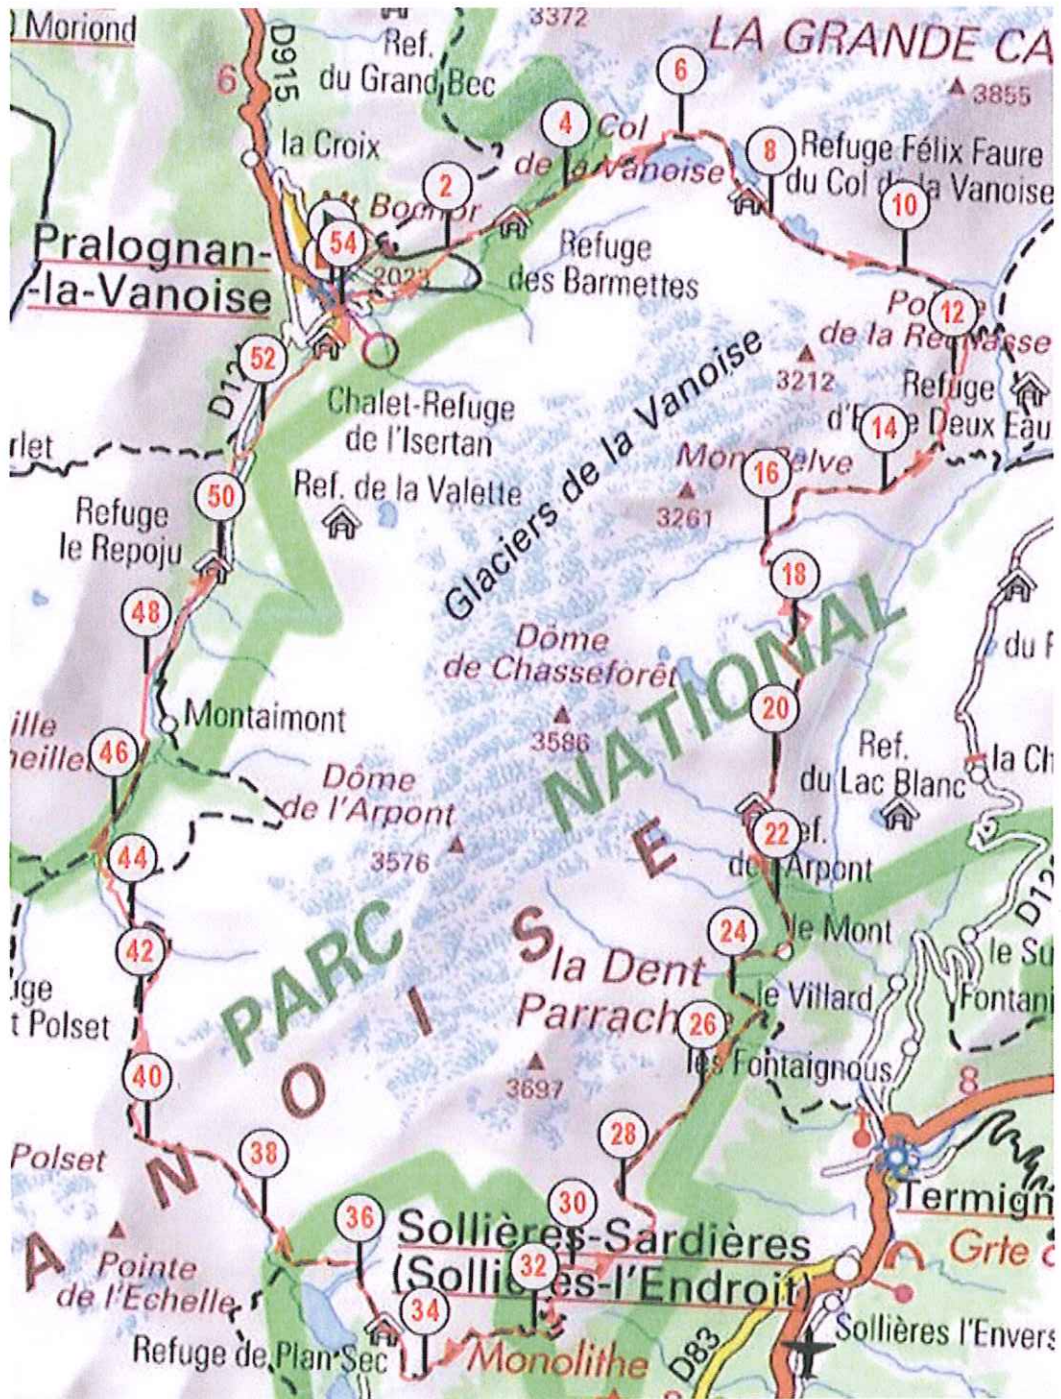 Moriond
3372
LA GRANDE CA
D915
Ref.
du Grand Bec
6
6
3855
la Croix
4
Col
de la Vanoise
8
Refuge Félix Faure
du Col de la Vanoise
2
10
Pralognan-
-la-Vanoise
54
2023
Refuge
des Barmettes
12
3212
52
Chalet-Refuge
de l'Isertan
Glaciers de la Vanoise
Refuge
14
Deux Eau
rlet
16
50
Ref. de la Valette
3261
Refuge
le Repoju
18
48
Dôme
de Chasseforêt
NATIONAL
du
Montaimont
3586
20
Ref.
du Lac Blanc
la Ch
46
Dôme
de l'Arpont
E
22
44
3576
Arpont
PARC
S
24
le Mont
D12
42
la Dent
le Su
le Villard
Fontan
t Polset
I
26
les Fontaignous
40
O
3697
8
Polset
38
28
N
Termign
36
30
Sollières-Sardières
(Sollières-l'Endroit)
Grte
A
32
Pointe
de l'Echelle
34
Refuge de Plan Sec
Monolithe
D83
Sollières l'Envers